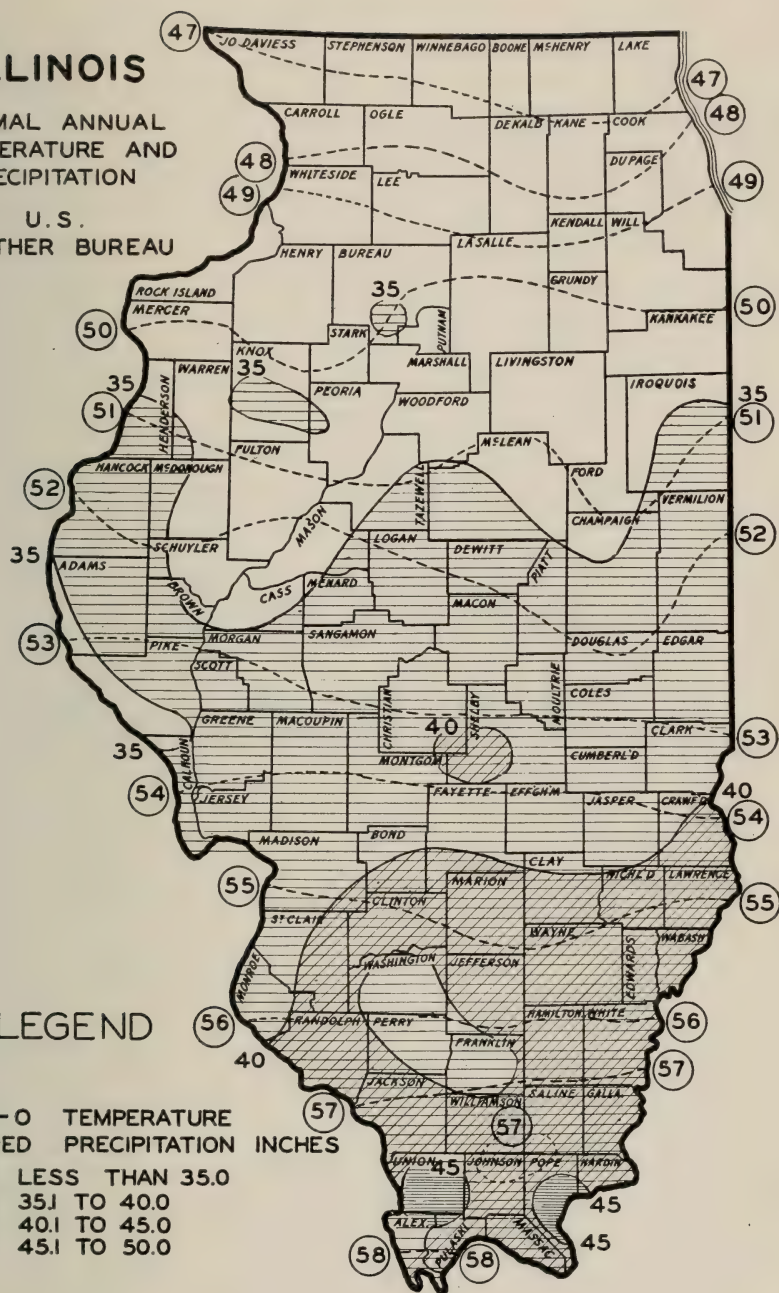 LLINOIS
MAL ANNUAL
ERATURE AND
ECIPITATION
U.S.
THER BUREAU
47
JO DAVIESS STEPHENSON WINNEBAGO BOONE McHENRY LAKE
47
48
CARROLL OGLE DEKALB KANE COOK
48
DU PAGE
WHITESIDE LEE
49
49
KENDALL WILL
LASALLE
HENRY BUREAU
GRUNDY
ROCK ISLAND
35
MERCER
50
50
KANKAKEE
STARK PUTNAM
KNOX MARSHALL LIVINGSTON
WARREN 35
PEORIA IROQUOIS
35 WOODFORD 35
51
51
HENDERSON
FULTON McLEAN
HANCOCK McDONOUGH FORD
52
TAZEWELL VERMILION
MASON CHAMPAIGN
52
SCHUYLER LOGAN DEWITT
35
ADAMS PIATT
BROWN CASS MENARD
MACON
53
PIKE MORGAN SANGAMON DOUGLAS EDGAR
SCOTT
CHRISTIAN SHELBY MOULTRIE COLES
GREENE MACOUPIN 40 CLARK
53
35
CALHOUN MONTGOM CUMBERL'D
54
JERSEY FAYETTE EFFGH'M JASPER CRAWF'D
40
54
MADISON BOND
CLAY
55
MARION RICHL'D LAWRENCE
CLINTON
55
ST CLAIR WAYNE WABASH
EDWARDS
MONROE WASHINGTON JEFFERSON
56
RANDOLPH PERRY HAMILTON WHITE
56
40 FRANKLIN
57
JACKSON
WILLIAMSON SALINE GALLA.
57
57
UNION 45 JOHNSON POPE HARDIN
45
ALEX. PULASKI MASSAC
45
58
58
LEGEND
-O TEMPERATURE
ED PRECIPITATION INCHES
LESS THAN 35.0
35.1 TO 40.0
40.1 TO 45.0
45.1 TO 50.0